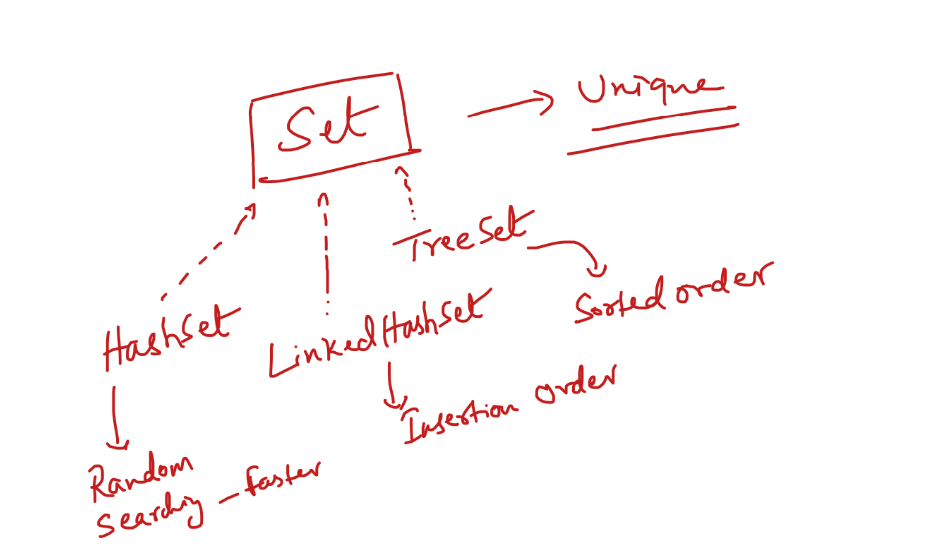 Set
Unique
TreeSet
Sorted order
HashSet
LinkedHashSet
Insertion order
Random
Searching - faster